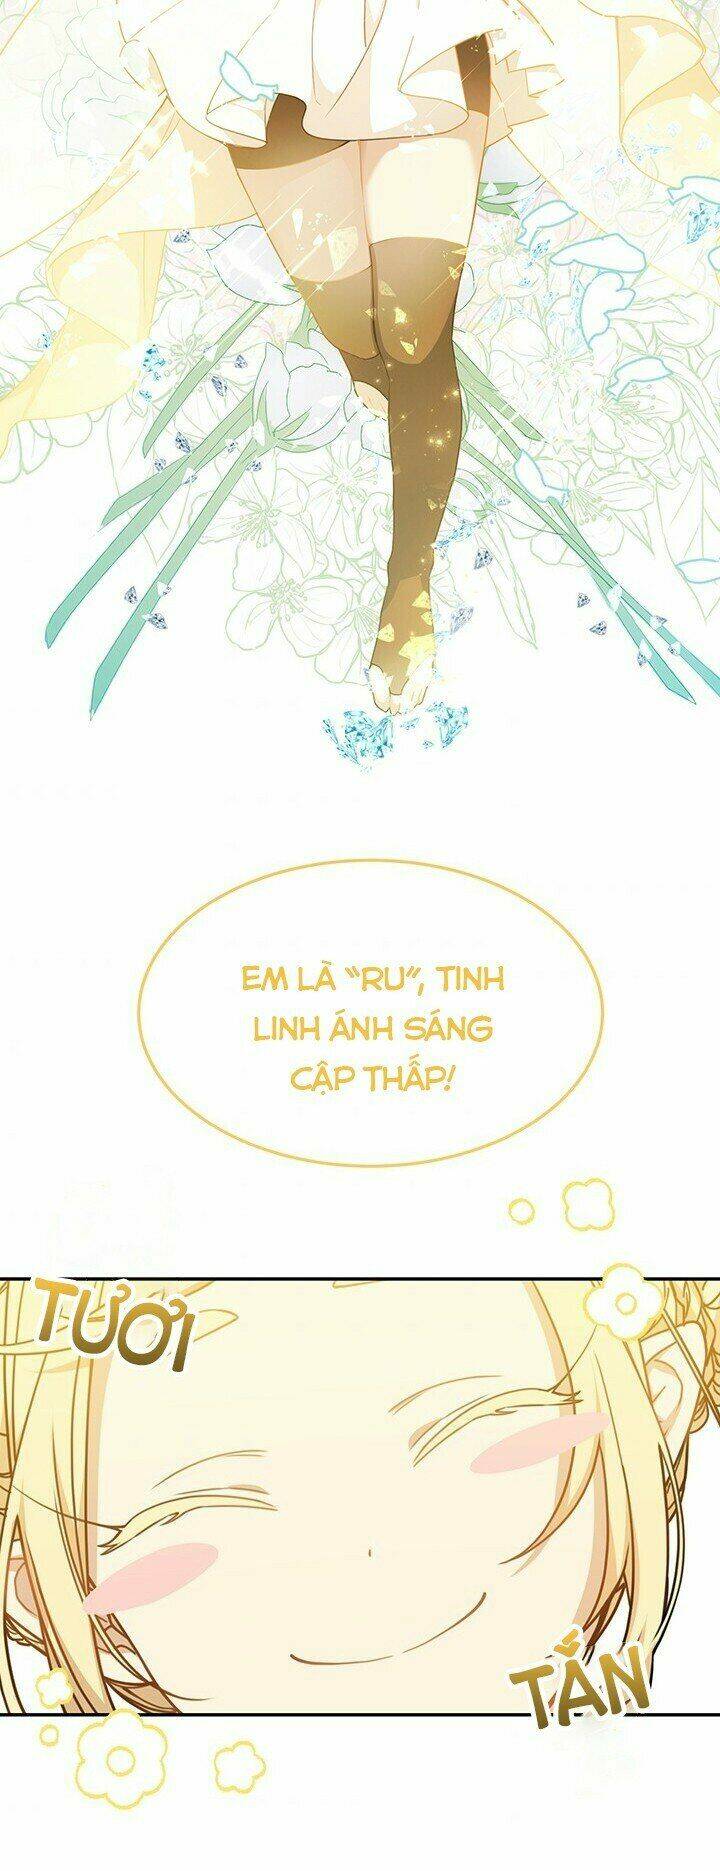 EM LÀ “RU”, TINH
LINH ÁNH SÁNG
CẬP THẤP!
TƯƠI
TẮN